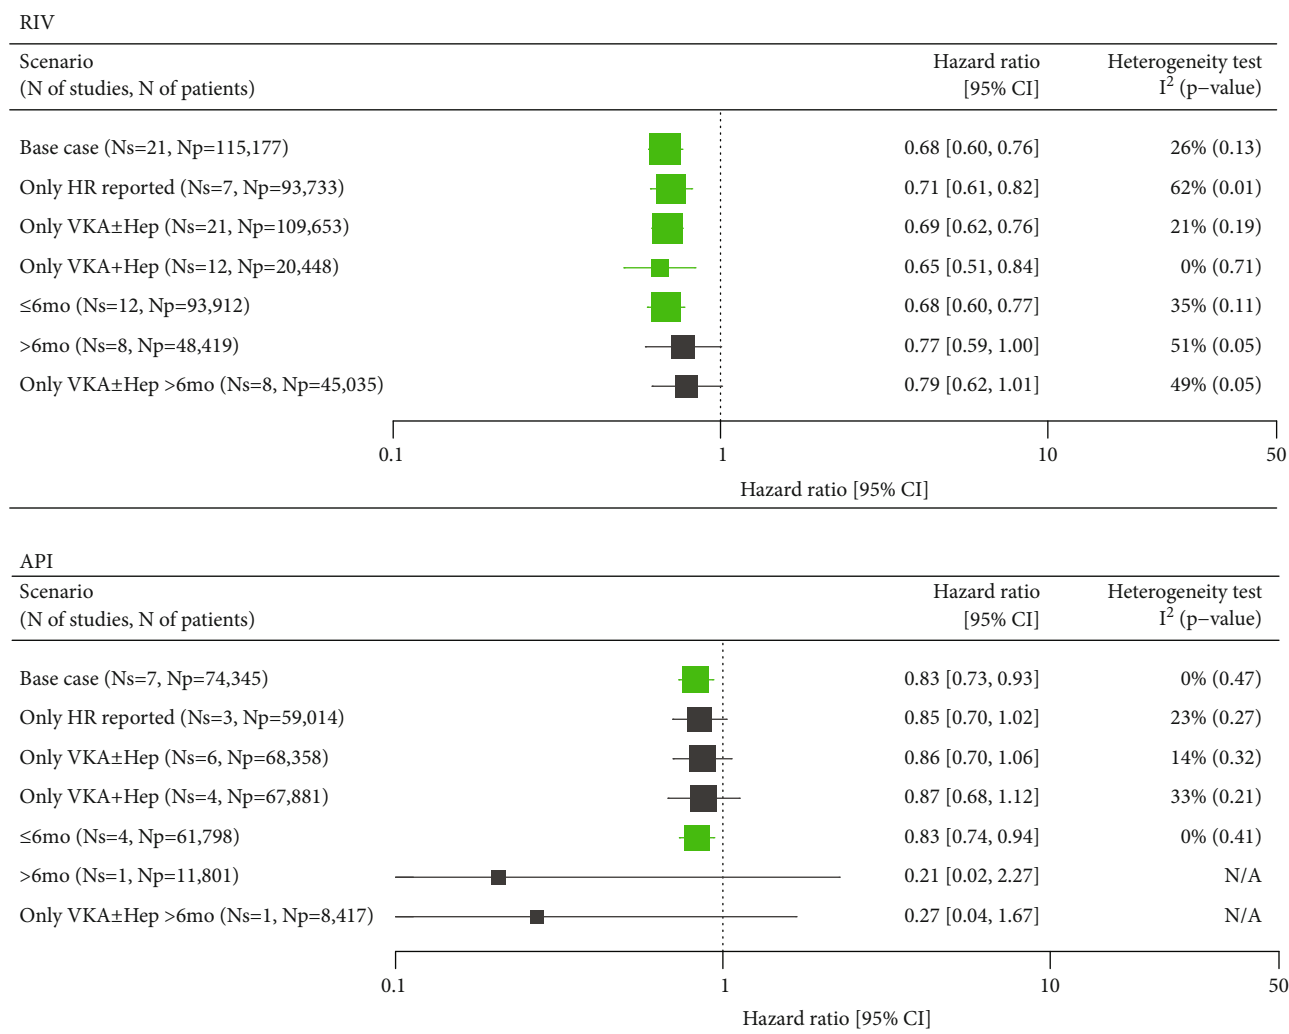 RIV
Scenario Hazard ratio Heterogeneity test
(N of studies, N of patients) [95% CI] I² (p−value)
Base case (Ns=21, Np=115,177) 0.68 [0.60, 0.76] 26% (0.13)
Only HR reported (Ns=7, Np=93,733) 0.71 [0.61, 0.82] 62% (0.01)
Only VKA±Hep (Ns=21, Np=109,653) 0.69 [0.62, 0.76] 21% (0.19)
Only VKA+Hep (Ns=12, Np=20,448) 0.65 [0.51, 0.84] 0% (0.71)
≤6mo (Ns=12, Np=93,912) 0.68 [0.60, 0.77] 35% (0.11)
>6mo (Ns=8, Np=48,419) 0.77 [0.59, 1.00] 51% (0.05)
Only VKA±Hep >6mo (Ns=8, Np=45,035) 0.79 [0.62, 1.01] 49% (0.05)
0.1 1 10 50
Hazard ratio [95% CI]
API
Scenario Hazard ratio Heterogeneity test
(N of studies, N of patients) [95% CI] I² (p−value)
Base case (Ns=7, Np=74,345) 0.83 [0.73, 0.93] 0% (0.47)
Only HR reported (Ns=3, Np=59,014) 0.85 [0.70, 1.02] 23% (0.27)
Only VKA±Hep (Ns=6, Np=68,358) 0.86 [0.70, 1.06] 14% (0.32)
Only VKA+Hep (Ns=4, Np=67,881) 0.87 [0.68, 1.12] 33% (0.21)
≤6mo (Ns=4, Np=61,798) 0.83 [0.74, 0.94] 0% (0.41)
>6mo (Ns=1, Np=11,801) 0.21 [0.02, 2.27] N/A
Only VKA±Hep >6mo (Ns=1, Np=8,417) 0.27 [0.04, 1.67] N/A
0.1 1 10 50
Hazard ratio [95% CI]